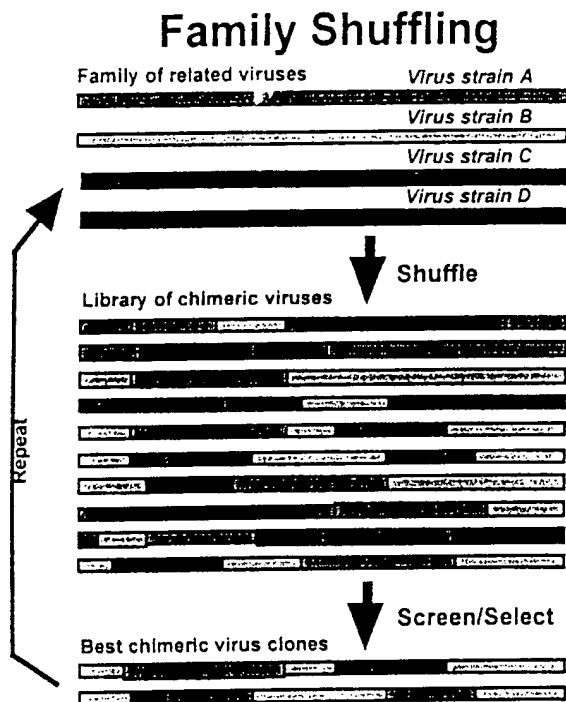 Family Shuffling
Family of related viruses
Virus strain A
Virus strain B
Virus strain C
Virus strain D
Shuffle
Library of chimeric viruses
Repeat
Screen/Select
Best chimeric virus clones